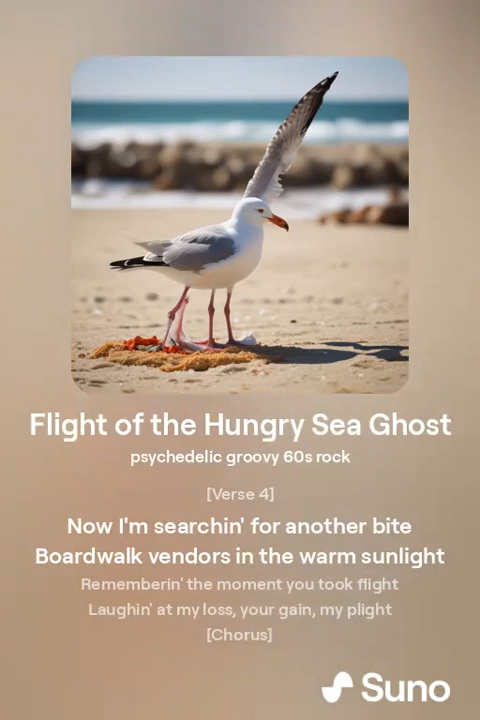 Flight of the Hungry Sea Ghost
psychedelic groovy 60s rock
[Verse 4]
Now I'm searchin' for another bite
Boardwalk vendors in the warm sunlight
Rememberin' the moment you took flight
Laughin' at my loss, your gain, my plight
[Chorus]
Suno